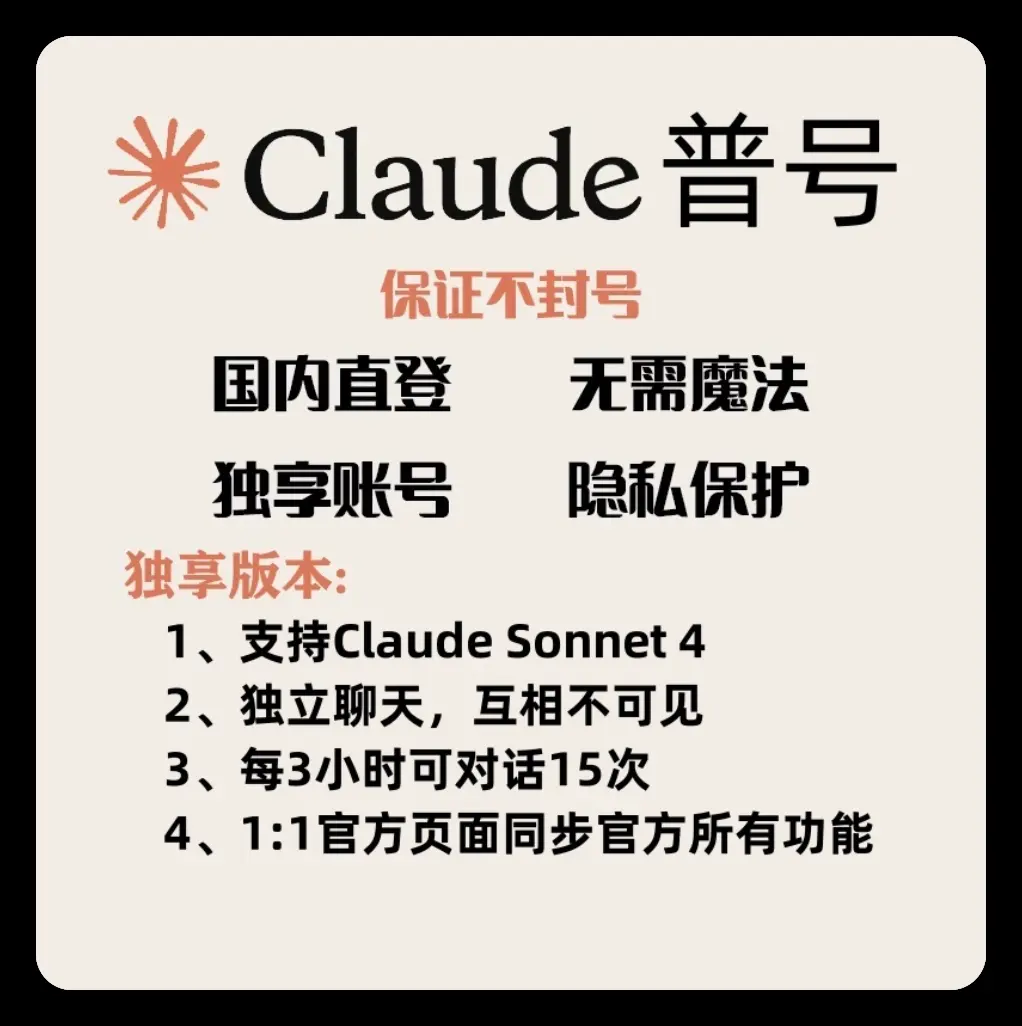 Claude 普号
保证不封号
国内直登 无需魔法
独享账号 隐私保护
独享版本:
1、支持Claude Sonnet 4
2、独立聊天，互相不可见
3、每3小时可对话15次
4、1:1官方页面同步官方所有功能